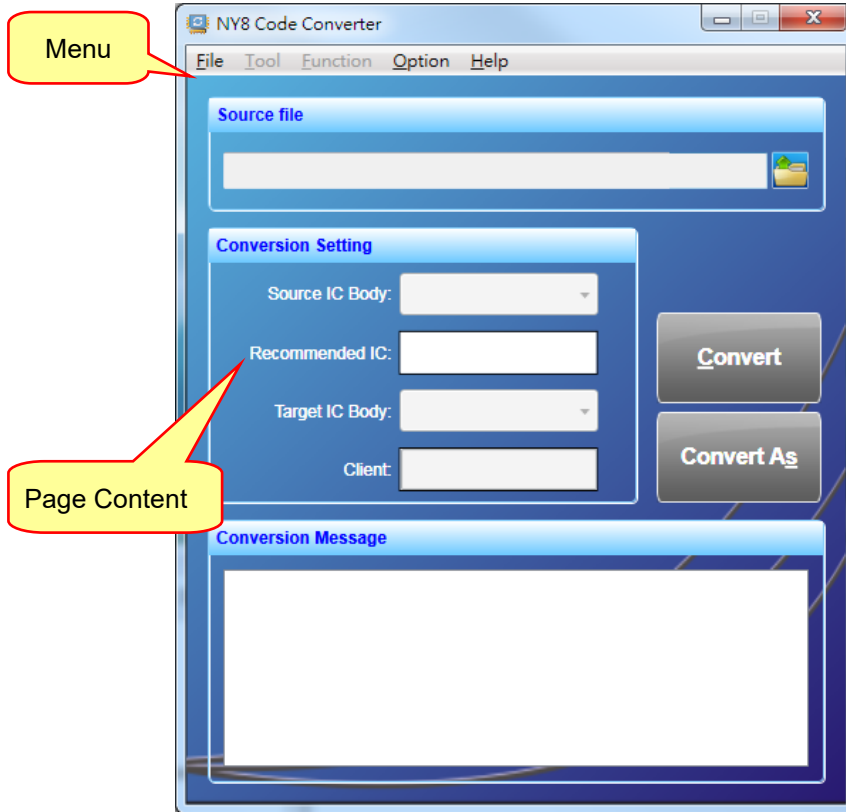 NY8 Code Converter
Menu
File Tool Function Option Help
Source file
Conversion Setting
Source IC Body:
Recommended IC:
Convert
Target IC Body:
Client:
Convert As
Page Content
Conversion Message